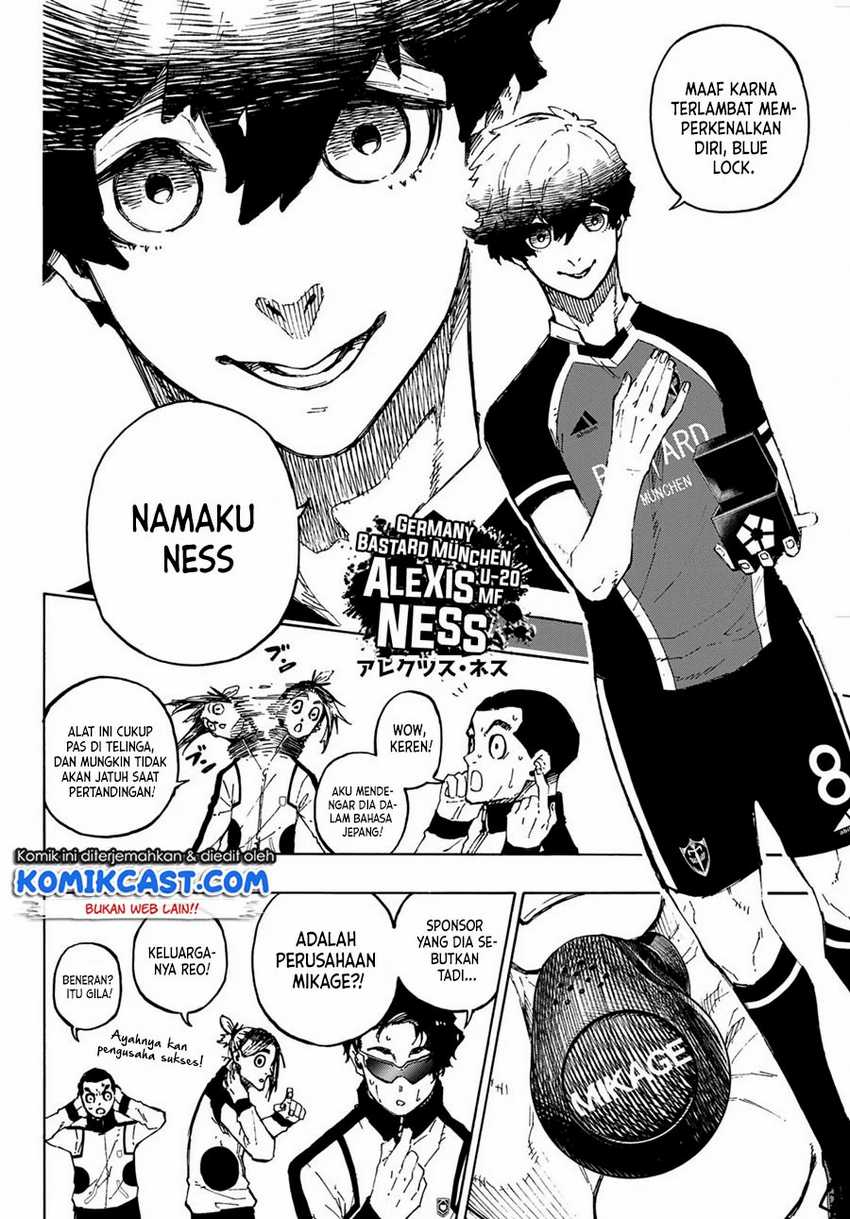 MAAF KARNA
TERLAMBAT MEM-
PERKENALKAN
DIRI, BLUE
LOCK.
BASTARD
MÜNCHEN
8
NAMAKU
NESS
GERMANY
BASTARD MÜNCHEN
ALEXIS U-20
MF
NESS
アレクシス・ネス
WOW,
KEREN!
AKU MENDE-
NGAR DIA DA-
LAM BAHASA
JEPANG!
ALAT INI CUKUP
PAS DI TELINGA,
DAN MUNGKIN TIDAK
AKAN JATUH SAAT
PERTANDINGAN!
Komik ini diterjemahkan & diedit oleh
KOMIKCAST.COM
BUKAN WEB LAIN!!
MIKAGE
SPONSOR
YANG DIA SE-
BUTKAN
TADI...
ADALAH
PERUSAHAAN
MIKAGE?!
KELUARGA-
NYA REO!
BENERAN?
ITU GILA!
Ayahnya kan
pengusaha sukses!